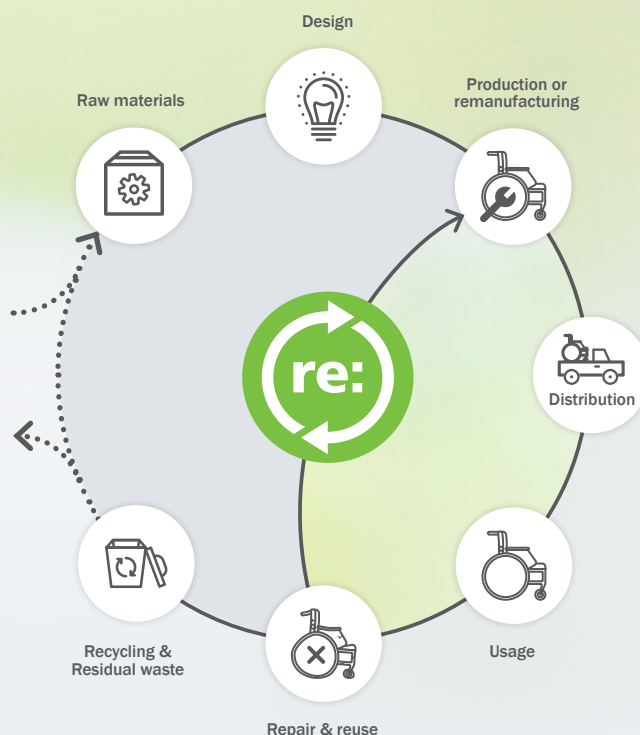 Design
Raw materials
Production or
remanufacturing
re:
Distribution
Recycling &
Residual waste
Usage
Repair & reuse